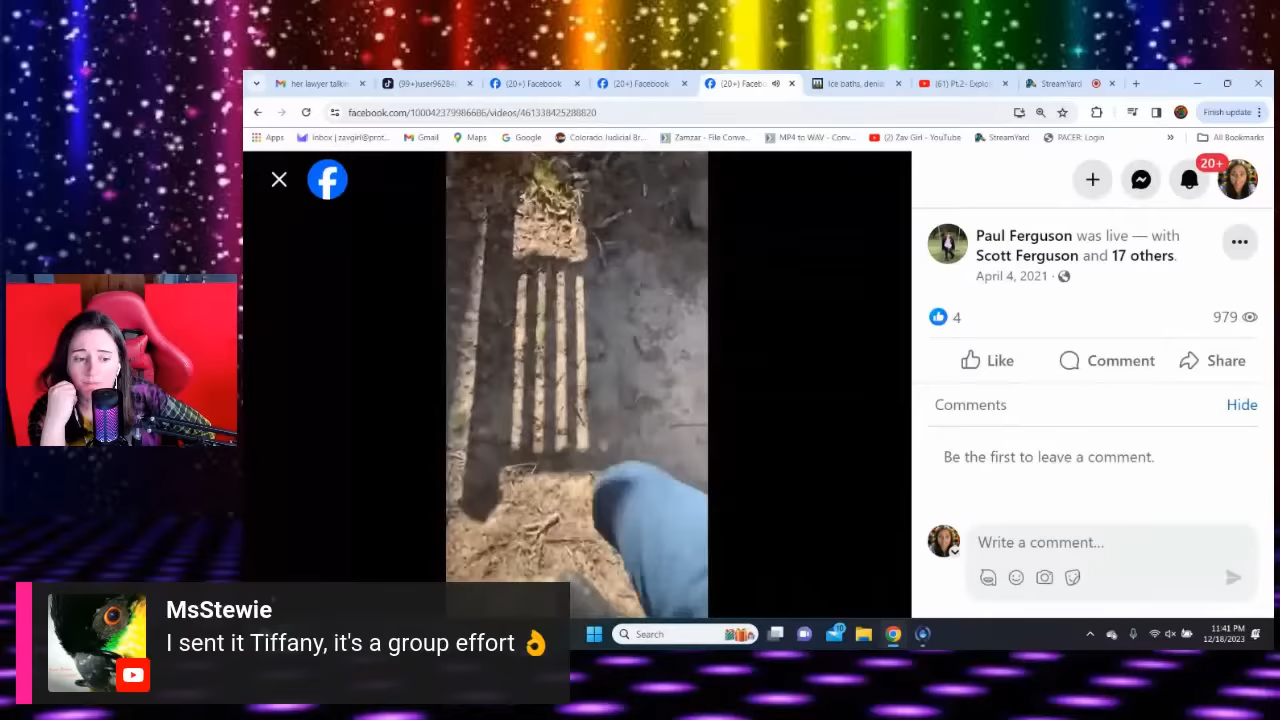 her lawyer talkin
(99+)user9628
(20+) Facebook
(20+) Facebook
(20+) Faceb
Ice baths, denia
(61) Pt.2- Explo
StreamYard
facebook.com/100042379986686/videos/461338425288820
Finish update
Apps
Inbox | zavgirl@prot...
Gmail
Maps
Google
Colorado Judicial Br...
Zamzar - File Conve...
MP4 to WAV - Conv...
(2) Zav Girl - YouTube
StreamYard
PACER: Login
»
All Bookmarks
20+
Paul Ferguson was live — with
Scott Ferguson and 17 others.
April 4, 2021 ·
4
979
Like
Comment
Share
Comments
Hide
Be the first to leave a comment.
Write a comment...
MsStewie
I sent it Tiffany, it's a group effort 👌
Search
11:41 PM
12/18/2023